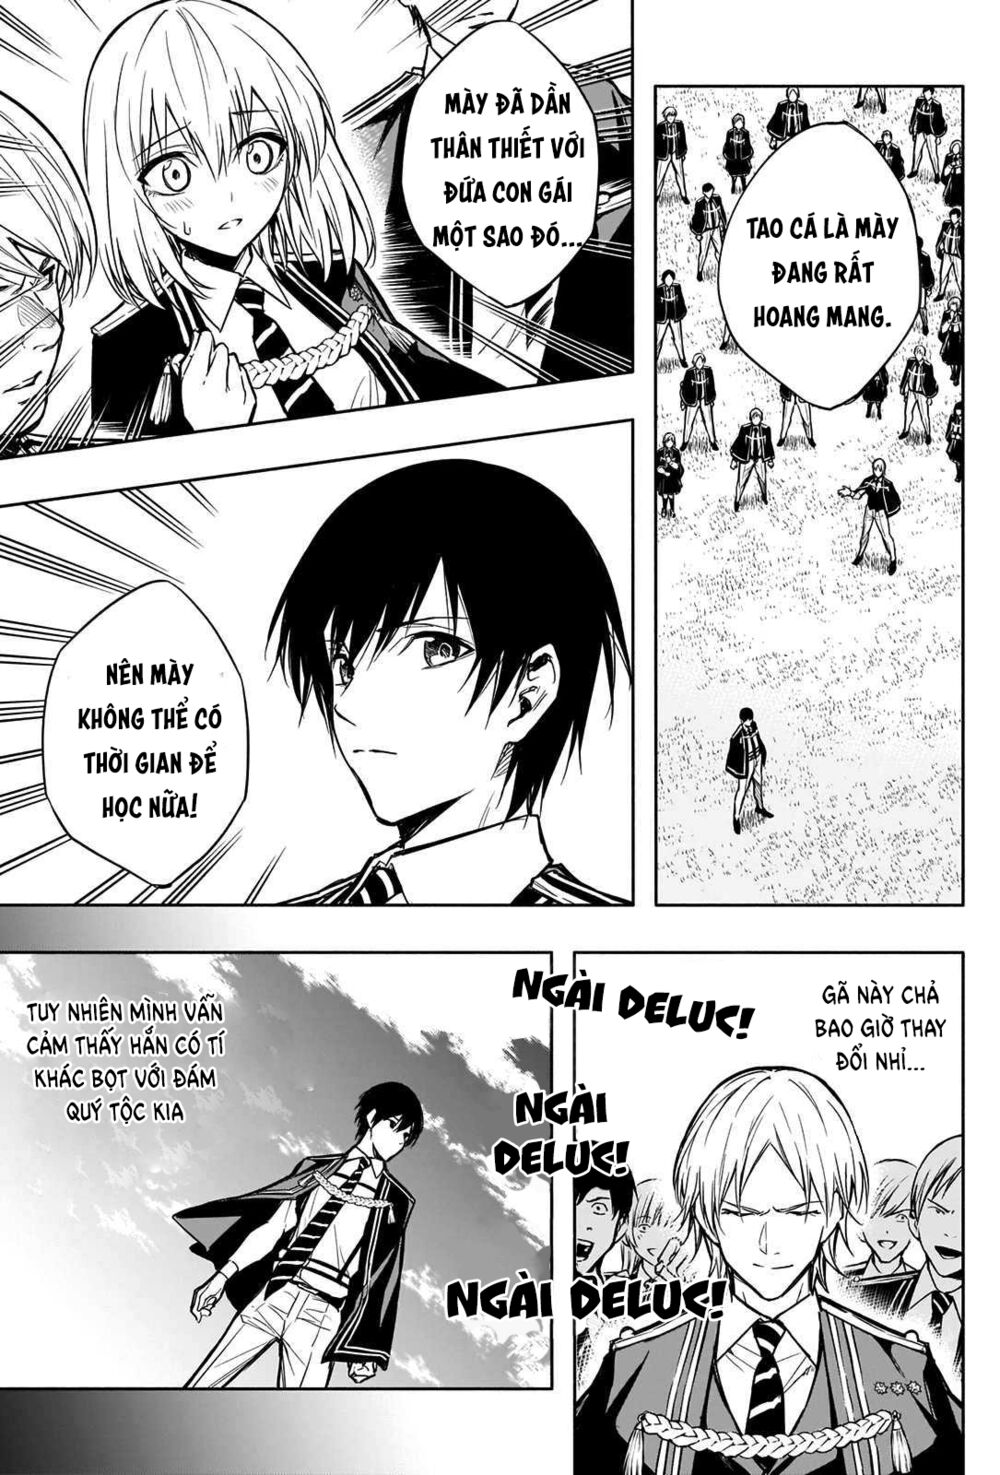 TAO CÁ LÀ MÀY
ĐANG RẤT
HOANG MANG.
MÀY ĐÃ DẦN
THÂN THIẾT VỚI
ĐỨA CON GÁI
MỘT SAO ĐÓ...
NÊN MÀY
KHÔNG THỂ CÓ
THỜI GIAN ĐỂ
HỌC NỮA!
GÃ NÀY CHẢ
BAO GIỜ THAY
ĐỔI NHỈ...
NGÀI DELUC!
NGÀI
DELUC!
NGÀI DELUC!
TUY NHIÊN MÌNH VẪN
CẢM THẤY HẮN CÓ TÍ
KHÁC BỌT VỚI ĐÁM
QUÝ TỘC KIA